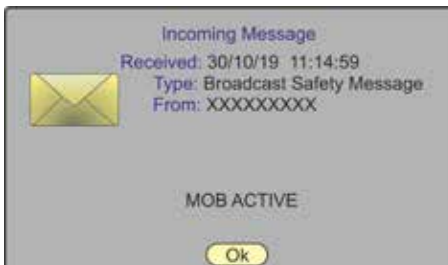 Incoming Message
Received: 30/10/19 11:14:59
Type: Broadcast Safety Message
From: XXXXXXXXX
MOB ACTIVE
Ok